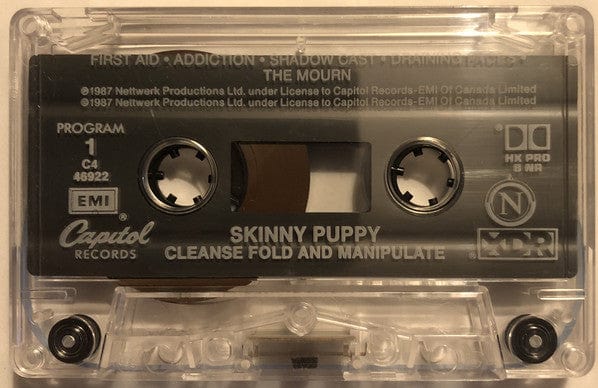 FIRST AID • ADDICTION • SHADOW CAST • DRAINING FACES •
THE MOURN
℗1987 Nettwerk Productions Ltd. under License to Capitol Records-EMI Of Canada Limited
©1987 Nettwerk Productions Ltd. under License to Capitol Records-EMI Of Canada Limited
PROGRAM
1
C4
46922
EMI
Capitol®
RECORDS
SKINNY PUPPY
CLEANSE FOLD AND MANIPULATE
®
HX PRO
B NR
N
XDR®